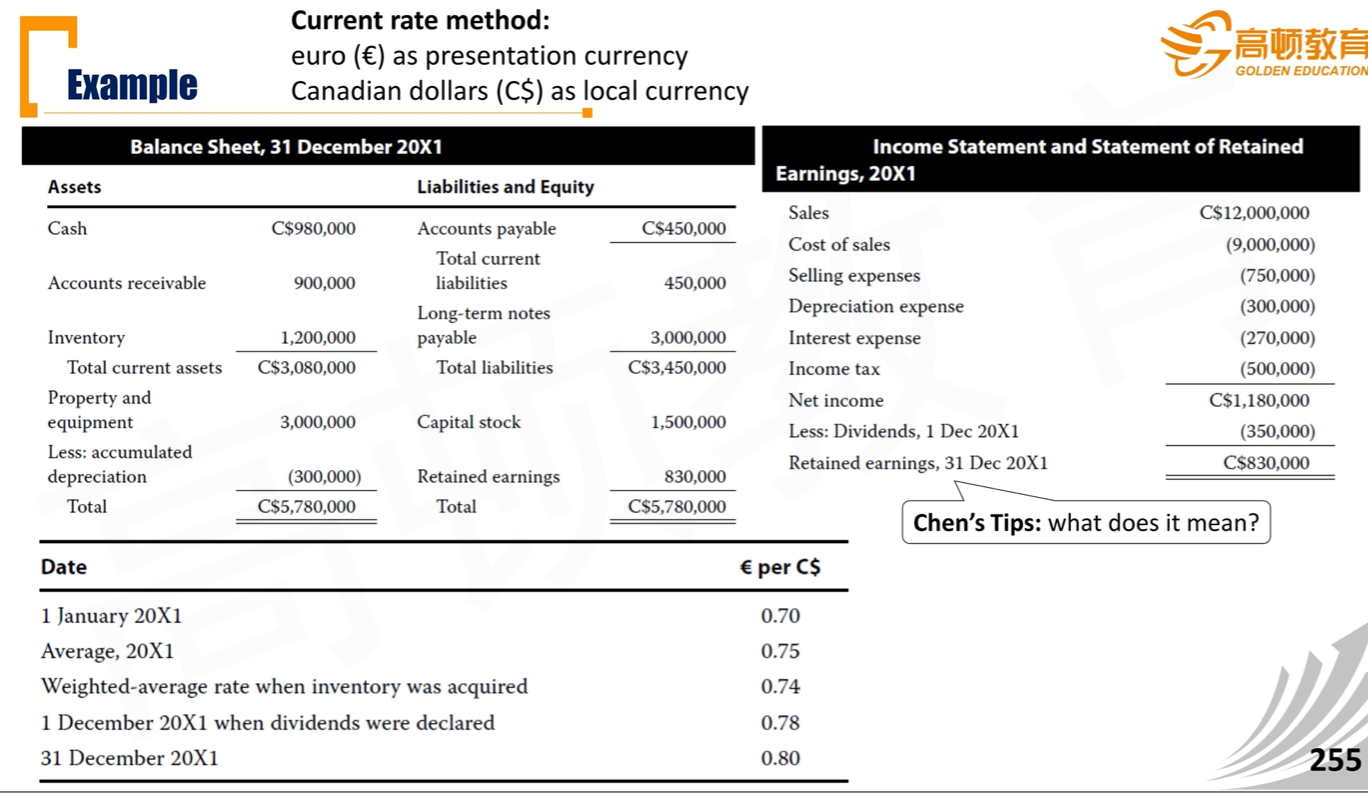 Example
Current rate method:
euro (€) as presentation currency
Canadian dollars (C$) as local currency
高顿教育
GOLDEN EDUCATION
Balance Sheet, 31 December 20X1
Assets Liabilities and Equity
Cash C$980,000 Accounts payable C$450,000
Total current
Accounts receivable 900,000 liabilities 450,000
Long-term notes
Inventory 1,200,000 payable 3,000,000
Total current assets C$3,080,000 Total liabilities C$3,450,000
Property and
equipment 3,000,000 Capital stock 1,500,000
Less: accumulated
depreciation (300,000) Retained earnings 830,000
Total C$5,780,000 Total C$5,780,000
Income Statement and Statement of Retained
Earnings, 20X1
Sales C$12,000,000
Cost of sales (9,000,000)
Selling expenses (750,000)
Depreciation expense (300,000)
Interest expense (270,000)
Income tax (500,000)
Net income C$1,180,000
Less: Dividends, 1 Dec 20X1 (350,000)
Retained earnings, 31 Dec 20X1 C$830,000
Chen's Tips: what does it mean?
Date € per C$
1 January 20X1 0.70
Average, 20X1 0.75
Weighted-average rate when inventory was acquired 0.74
1 December 20X1 when dividends were declared 0.78
31 December 20X1 0.80
255
高顿教育